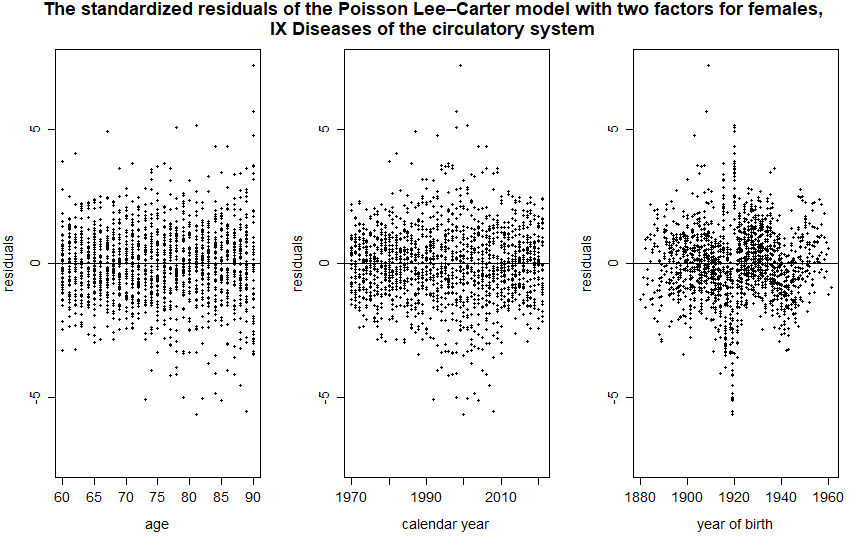 The standardized residuals of the Poisson Lee–Carter model with two factors for females,
IX Diseases of the circulatory system
residuals
5
0
-5
60 65 70 75 80 85 90
age
residuals
5
0
-5
1970 1990 2010
calendar year
residuals
5
0
-5
1880 1900 1920 1940 1960
year of birth